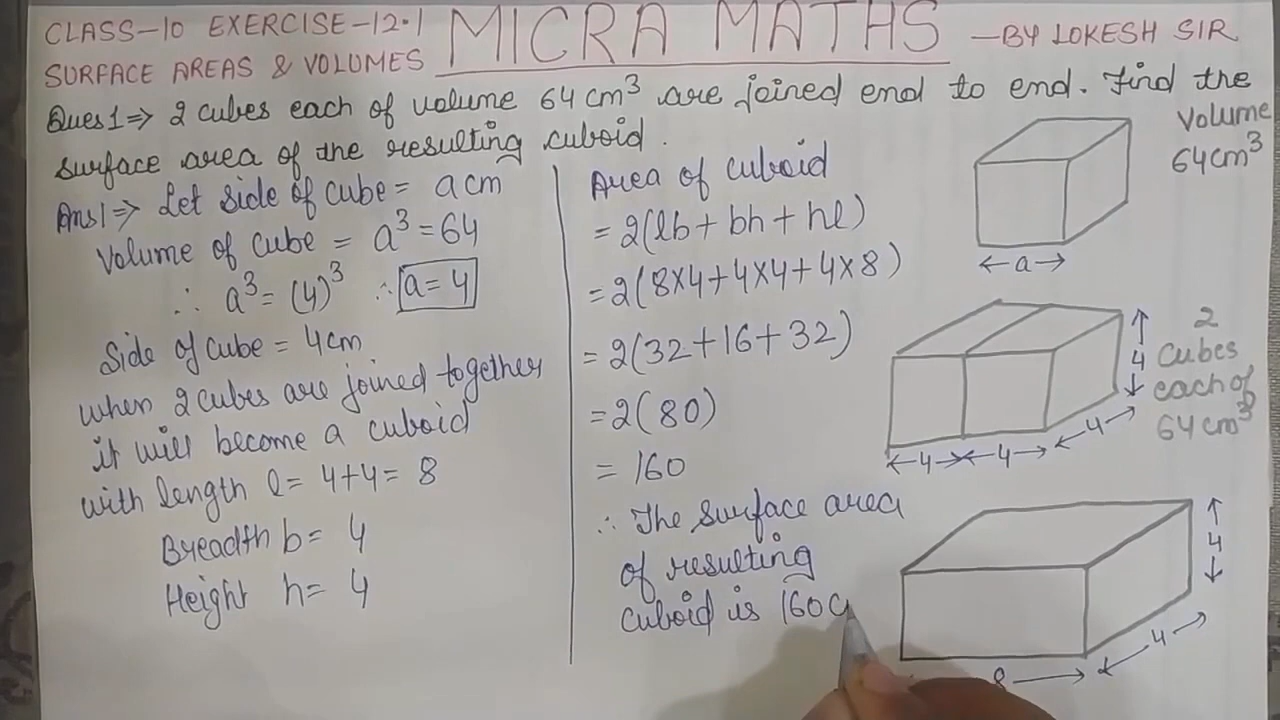 CLASS-10 EXERCISE-12.1
SURFACE AREAS & VOLUMES
MICRA MATHS
-BY LOKESH SIR
Ques1⇒ 2 cubes each of volume 64 cm³ are joined end to end. Find the
surface area of the resulting cuboid.
Ans1⇒ Let side of cube = a cm
Volume of cube = a³ = 64
∴ a³ = (4)³ ∴ a = 4
Side of cube = 4cm
when 2 cubes are joined together
it will become a cuboid
with length l = 4+4 = 8
Breadth b = 4
Height h = 4
Area of cuboid
= 2(lb + bh + hl)
= 2(8×4+4×4+4×8)
= 2(32+16+32)
= 2(80)
= 160
∴ The surface area
of resulting
cuboid is 160c
Volume
64cm³
a
2
Cubes
each of
64cm³
4
4
4
4
4
4
8